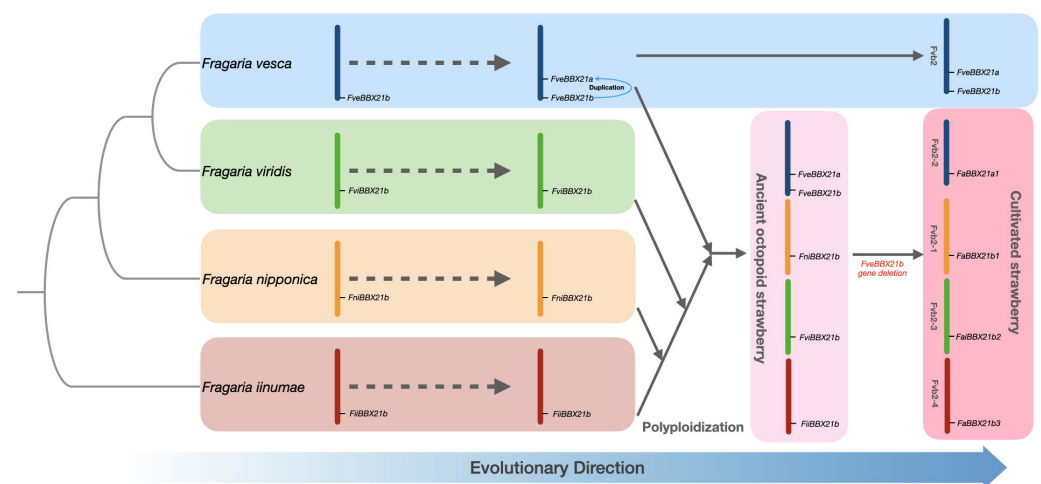 Fragaria vesca
FveBBX21b
FveBBX21a
Duplication
FveBBX21b
Fvb2
FveBBX21a
FveBBX21b
Fragaria viridis
FviBBX21b
FviBBX21b
Fragaria nipponica
FniBBX21b
FniBBX21b
Fragaria iinumae
FiiBBX21b
FiiBBX21b
Polyploidization
Ancient octopoid
strawberry
FveBBX21a
FveBBX21b
FniBBX21b
FviBBX21b
FiiBBX21b
FveBBX21b
gene deletion
Fvb2-2
FaBBX21a1
Fvb2-1
FaBBX21b1
Fvb2-3
FaiBBX21b2
Fvb2-4
FaBBX21b3
Cultivated strawberry
Evolutionary Direction